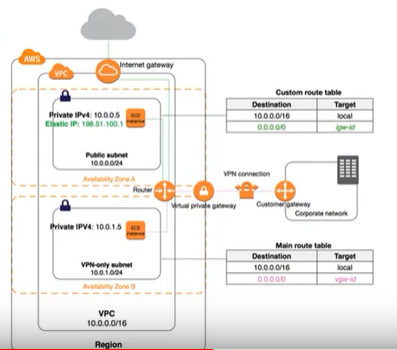 AWS
Internet gateway
VPC
Private IPv4: 10.0.0.5
Elastic IP: 198.51.100.1
EC2 Instance
Public subnet
10.0.0.0/24
Availability Zone A
Custom route table
Destination Target
10.0.0.0/16 local
0.0.0.0/0 igw-id
Router
Virtual private gateway
VPN connection
Customer gateway
Corporate network
Private IPV4: 10.0.1.5
EC2 Instance
VPN-only subnet
10.0.1.0/24
Availability Zone B
Main route table
Destination Target
10.0.0.0/16 local
0.0.0.0/0 vgw-id
VPC
10.0.0.0/16
Region